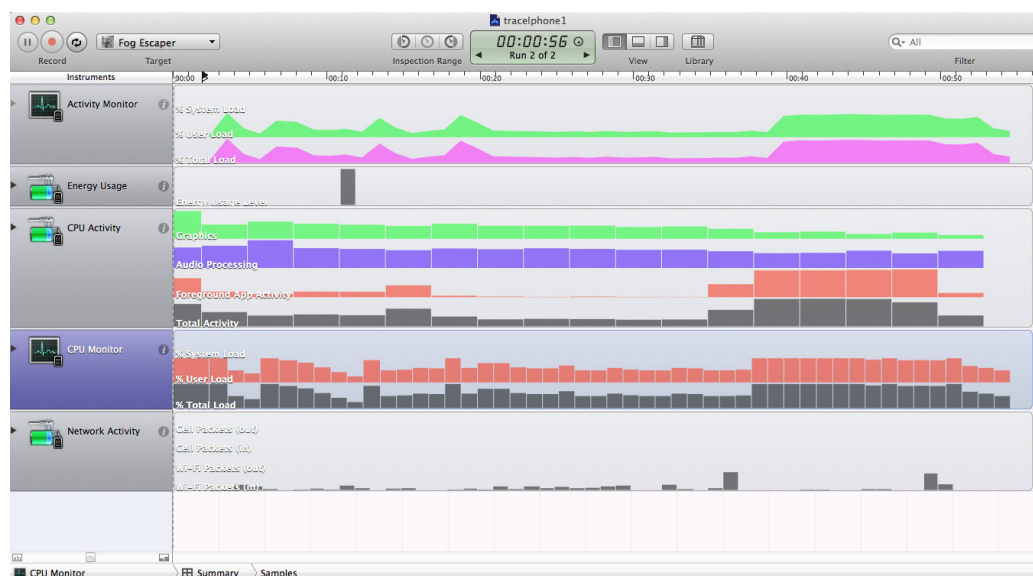 traceIphone1
Fog Escaper
00:00:56
Run 2 of 2
All
Record
Target
Inspection Range
View
Library
Filter
Instruments
00:00
00:10
00:20
00:30
00:40
00:50
Activity Monitor
% System Load
% User Load
% Total Load
Energy Usage
Energy Usage Level
CPU Activity
Graphics
Audio Processing
Foreground App Activity
Total Activity
CPU Monitor
% System Load
% User Load
% Total Load
Network Activity
Cell Packets (out)
Cell Packets (in)
Wi-Fi Packets (out)
Wi-Fi Packets (in)
CPU Monitor
Summary
Samples